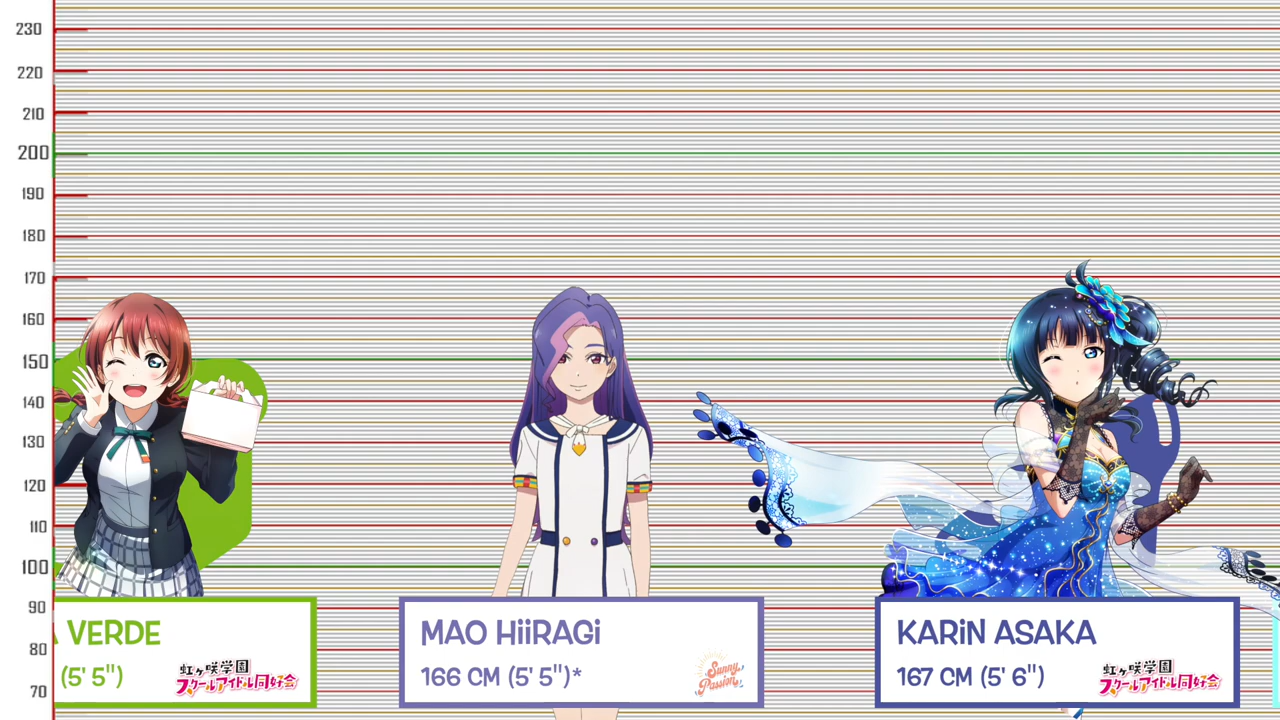 230
220
210
200
190
180
170
160
150
140
130
120
110
100
90
80
70
VERDE
(5' 5")
虹ヶ咲学園
スクールアイドル同好会
MAO HiiRAGi
166 CM (5' 5")*
Sunny
Passion
KARiN ASAKA
167 CM (5' 6")
虹ヶ咲学園
スクールアイドル同好会